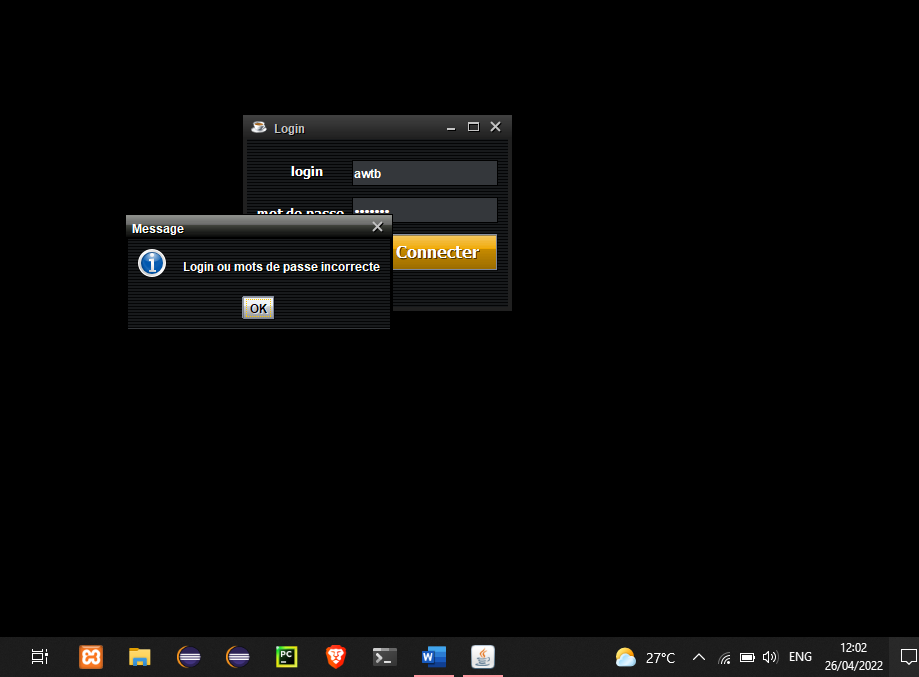 Login
login
awtb
mot de passe
Message
Connecter
Login ou mots de passe incorrecte
OK
PC
W
27°C
ENG
12:02
26/04/2022